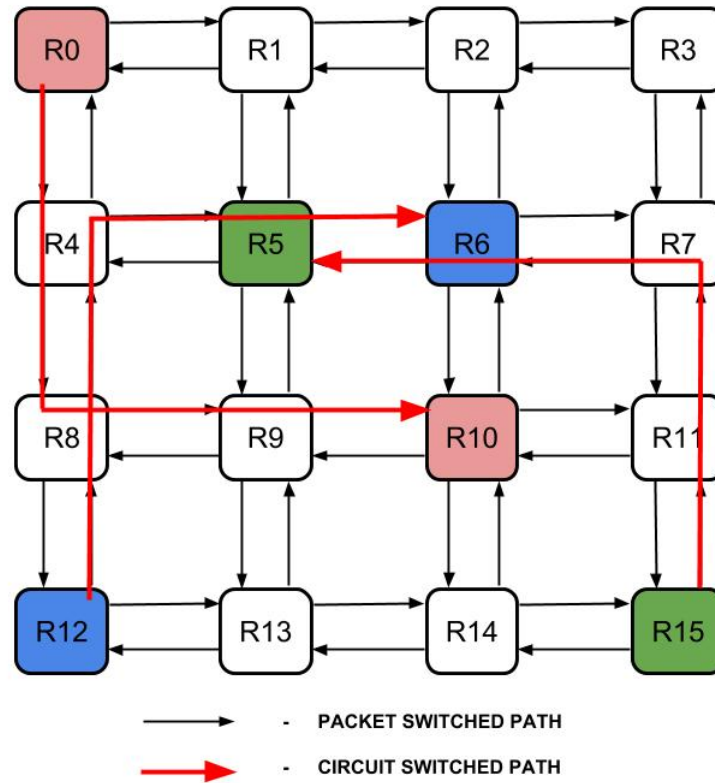 R0 R1 R2 R3
R4 R5 R6 R7
R8 R9 R10 R11
R12 R13 R14 R15
- PACKET SWITCHED PATH
- CIRCUIT SWITCHED PATH